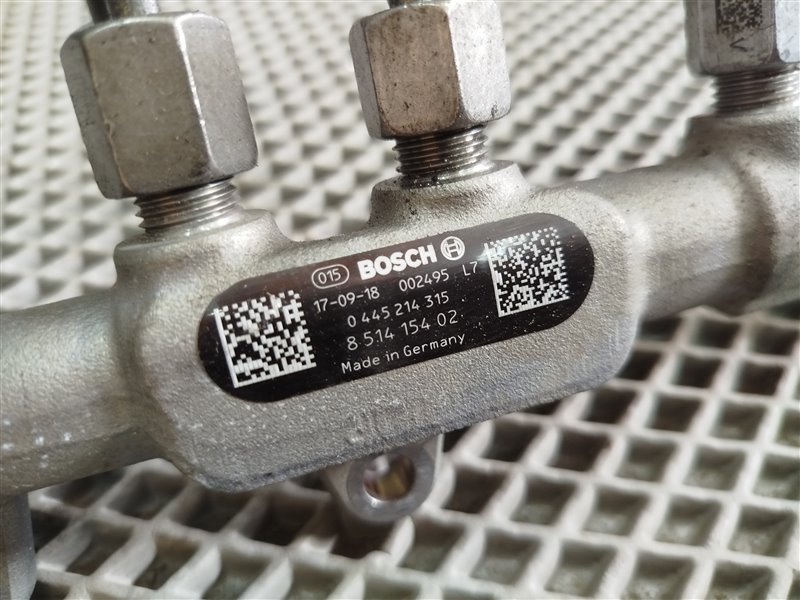 015 BOSCH
17-09-18 002495 L7
0 445 214 315
8 514 154 02
Made in Germany
V